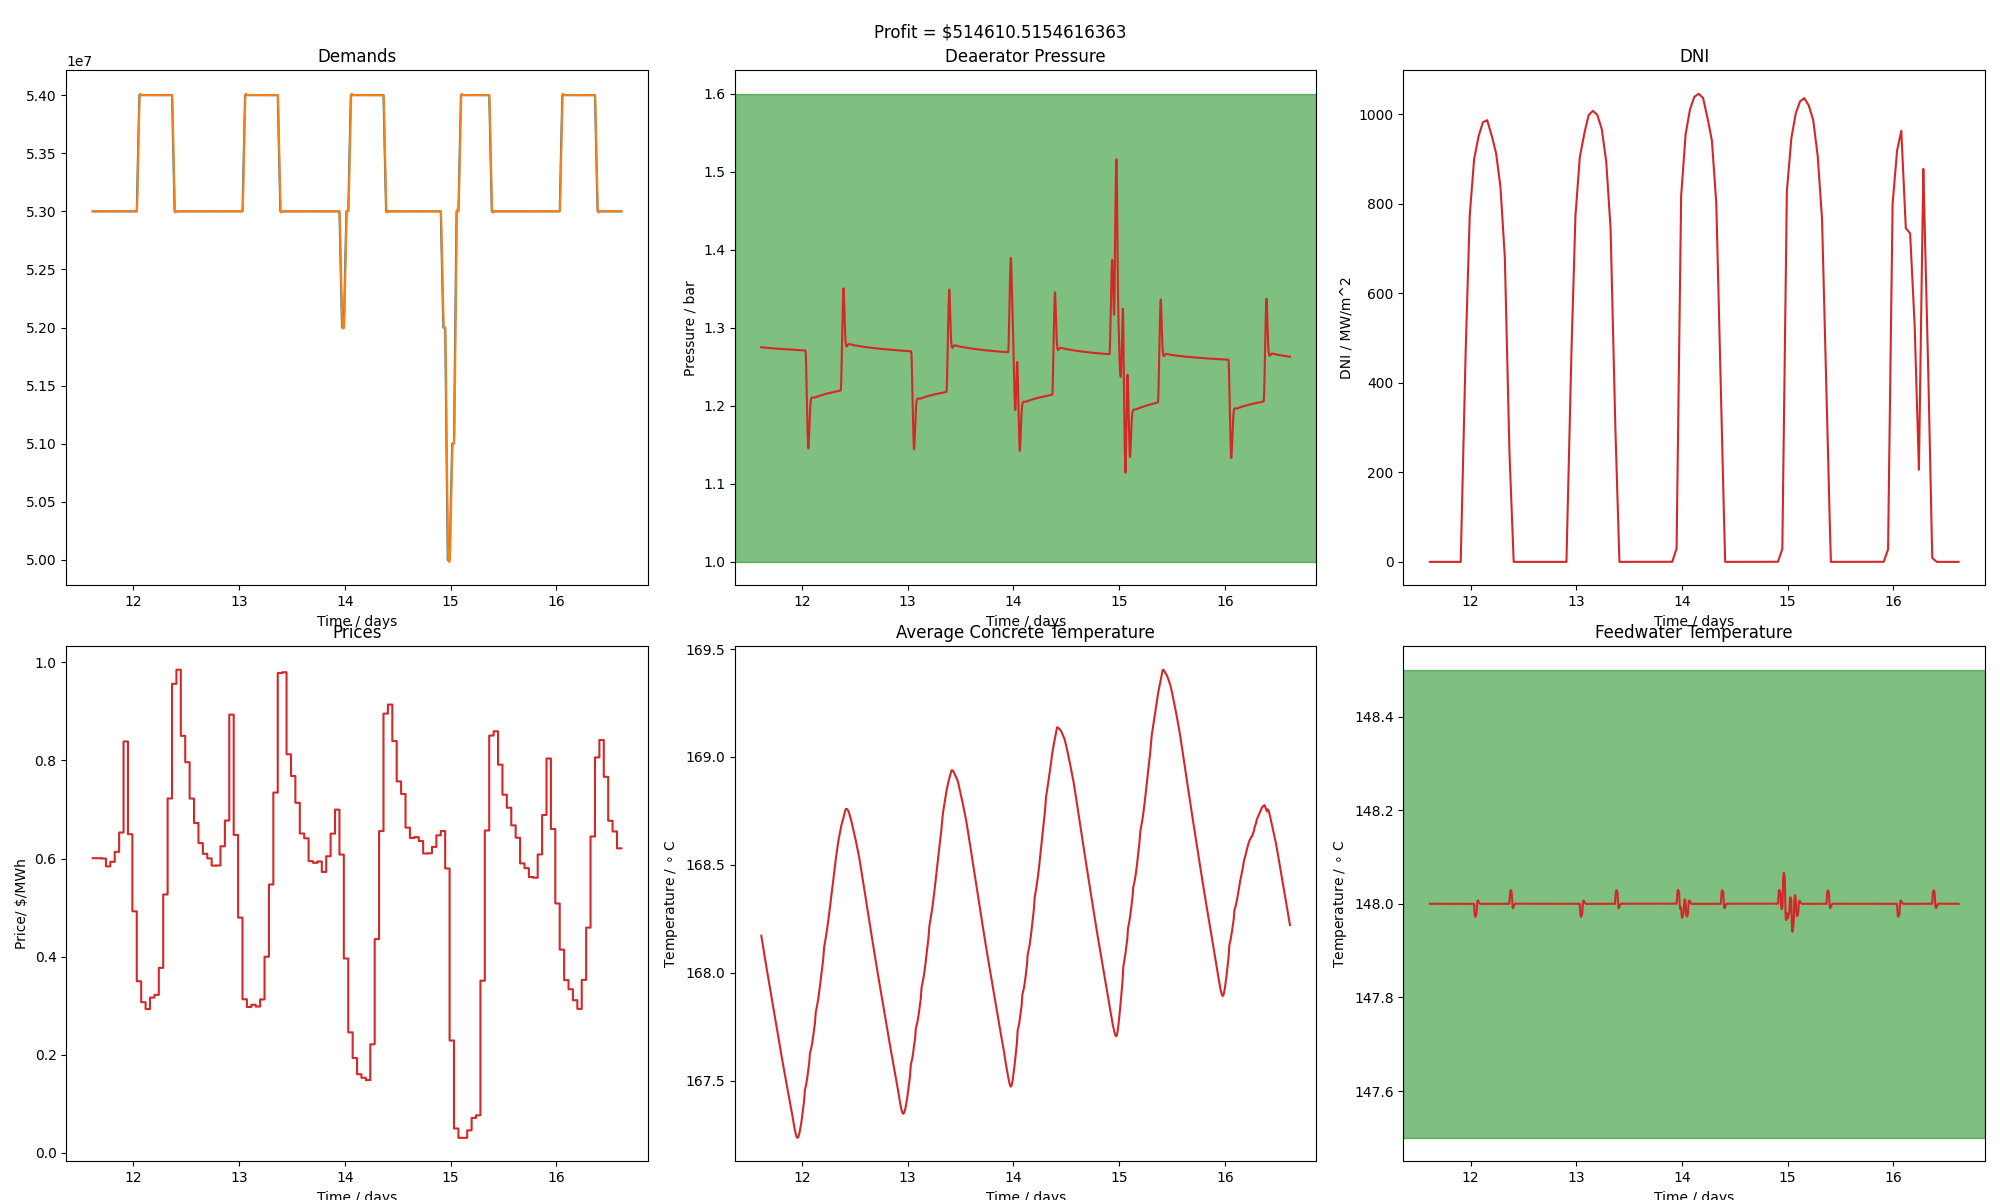 Profit = $514610.5154616363
Demands
1e7
5.40
5.35
5.30
5.25
5.20
5.15
5.10
5.05
5.00
12 13 14 15 16
Time / days
Deaerator Pressure
Pressure / bar
1.6
1.5
1.4
1.3
1.2
1.1
1.0
12 13 14 15 16
Time / days
DNI
DNI / MW/m^2
1000
800
600
400
200
0
12 13 14 15 16
Time / days
Prices
Price/ $/MWh
1.0
0.8
0.6
0.4
0.2
0.0
12 13 14 15 16
Time / days
Average Concrete Temperature
Temperature / ∘ C
169.5
169.0
168.5
168.0
167.5
12 13 14 15 16
Time / days
Feedwater Temperature
Temperature / ∘ C
148.4
148.2
148.0
147.8
147.6
12 13 14 15 16
Time / days